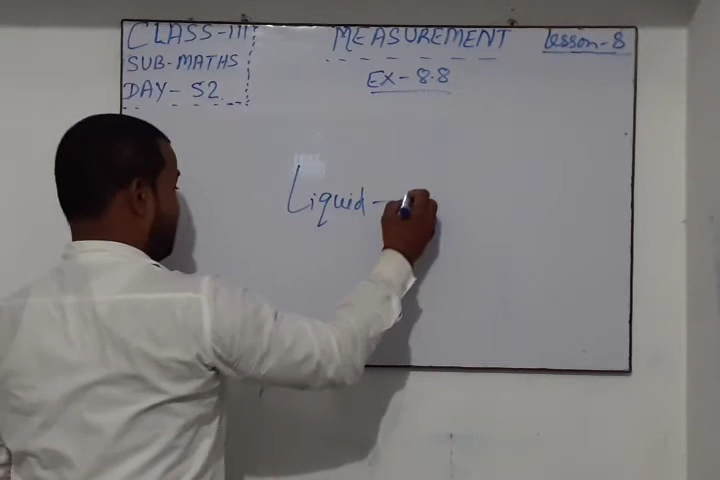 CLASS-III
MEASUREMENT
Lesson-8
SUB-MATHS
EX-8.8
DAY-52
Liquid -